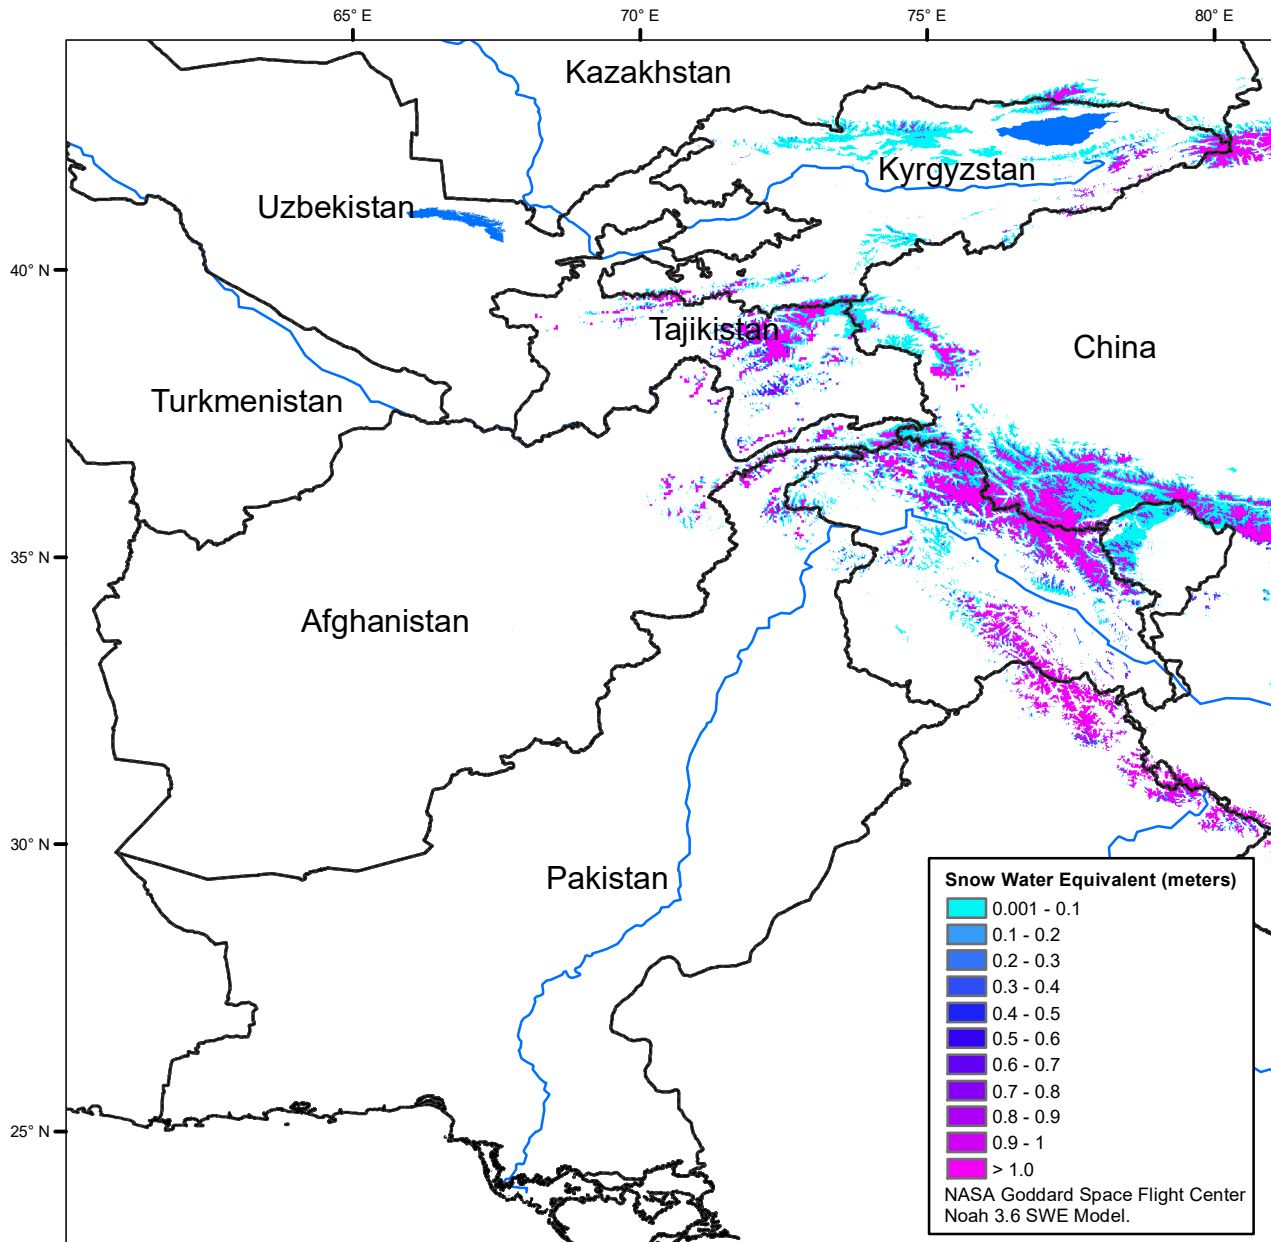 65° E
70° E
75° E
80° E
Kazakhstan
Kyrgyzstan
Uzbekistan
40° N
Tajikistan
China
Turkmenistan
35° N
Afghanistan
30° N
Pakistan
25° N
Snow Water Equivalent (meters)
0.001 - 0.1
0.1 - 0.2
0.2 - 0.3
0.3 - 0.4
0.4 - 0.5
0.5 - 0.6
0.6 - 0.7
0.7 - 0.8
0.8 - 0.9
0.9 - 1
> 1.0
NASA Goddard Space Flight Center
Noah 3.6 SWE Model.